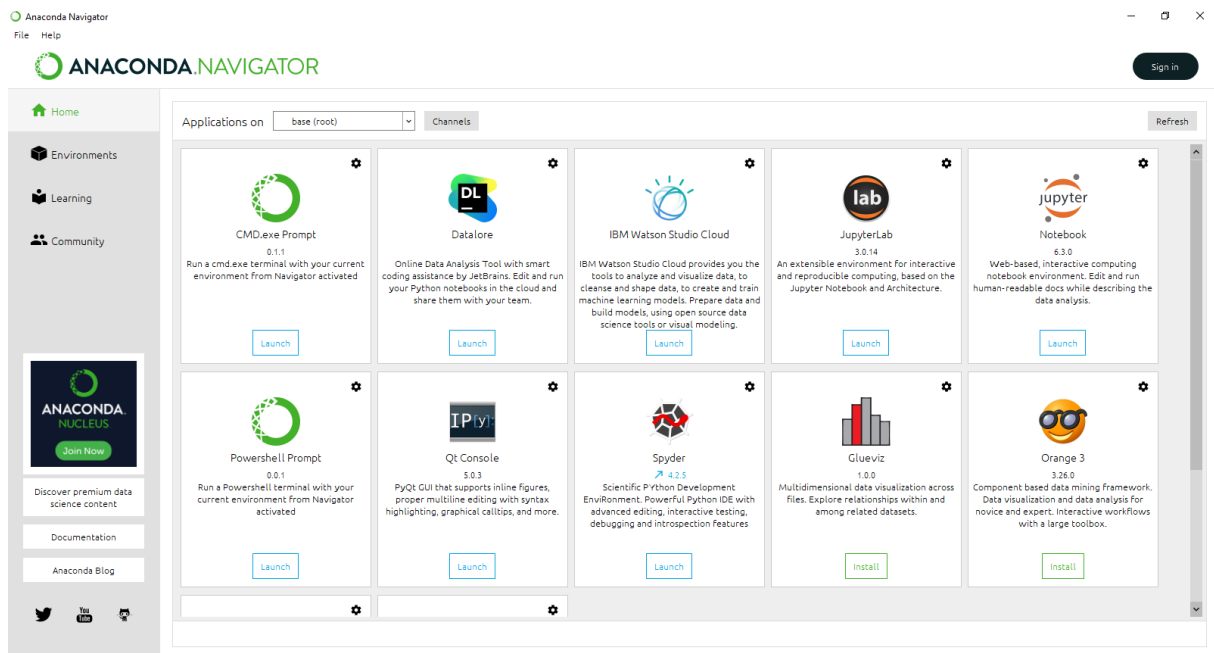 Anaconda Navigator
File Help
ANACONDA.NAVIGATOR
Sign in
Home
Environments
Learning
Community
ANACONDA.
NUCLEUS
Join Now
Discover premium data
science content
Documentation
Anaconda Blog
You
Tube
Applications on
base (root)
Channels
Refresh
CMD.exe Prompt
0.1.1
Run a cmd.exe terminal with your current
environment from Navigator activated
Launch
DL
Datalore
Online Data Analysis Tool with smart
coding assistance by JetBrains. Edit and run
your Python notebooks in the cloud and
share them with your team.
Launch
IBM Watson Studio Cloud
IBM Watson Studio Cloud provides you the
tools to analyze and visualize data, to
cleanse and shape data, to create and train
machine learning models. Prepare data and
build models, using open source data
science tools or visual modeling.
Launch
lab
JupyterLab
3.0.14
An extensible environment for interactive
and reproducible computing, based on the
Jupyter Notebook and Architecture.
Launch
jupyter
Notebook
6.3.0
Web-based, interactive computing
notebook environment. Edit and run
human-readable docs while describing the
data analysis.
Launch
Powershell Prompt
0.0.1
Run a Powershell terminal with your
current environment from Navigator
activated
Launch
IP[y]:
Qt Console
5.0.3
PyQt GUI that supports inline figures,
proper multiline editing with syntax
highlighting, graphical calltips, and more.
Launch
Spyder
4.2.5
Scientific PYthon Development
EnviRonment. Powerful Python IDE with
advanced editing, interactive testing,
debugging and introspection features
Launch
Glueviz
1.0.0
Multidimensional data visualization across
files. Explore relationships within and
among related datasets.
Install
Orange 3
3.26.0
Component based data mining framework.
Data visualization and data analysis for
novice and expert. Interactive workflows
with a large toolbox.
Install